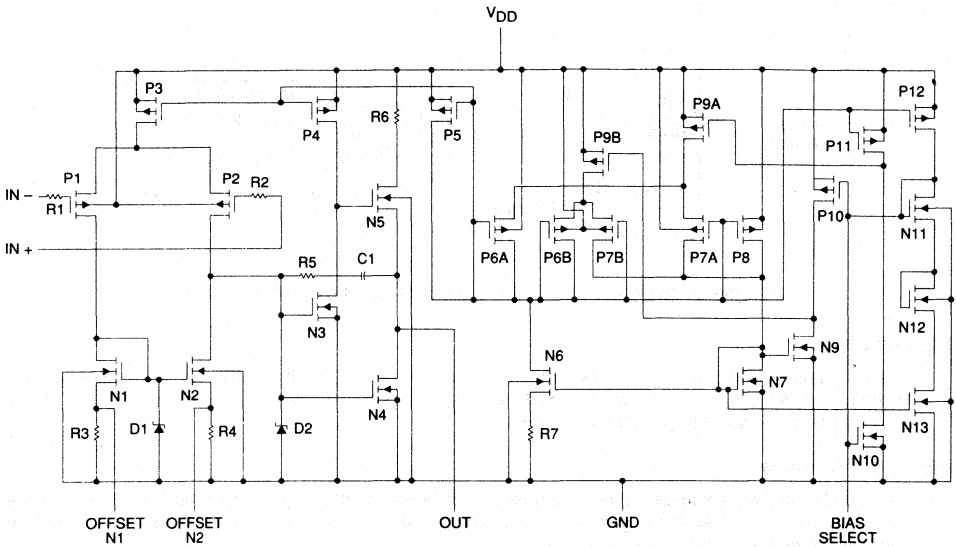 VDD
P3
P4
R6
P5
P9B
P9A
P12
P11
P1
P2
R2
IN –
R1
N5
P10
N11
IN +
P6A
P6B
P7B
P7A
P8
R5
C1
N3
N12
N6
N9
N1
N2
N4
N7
N13
R3
D1
R4
D2
R7
N10
OFFSET
N1
OFFSET
N2
OUT
GND
BIAS
SELECT